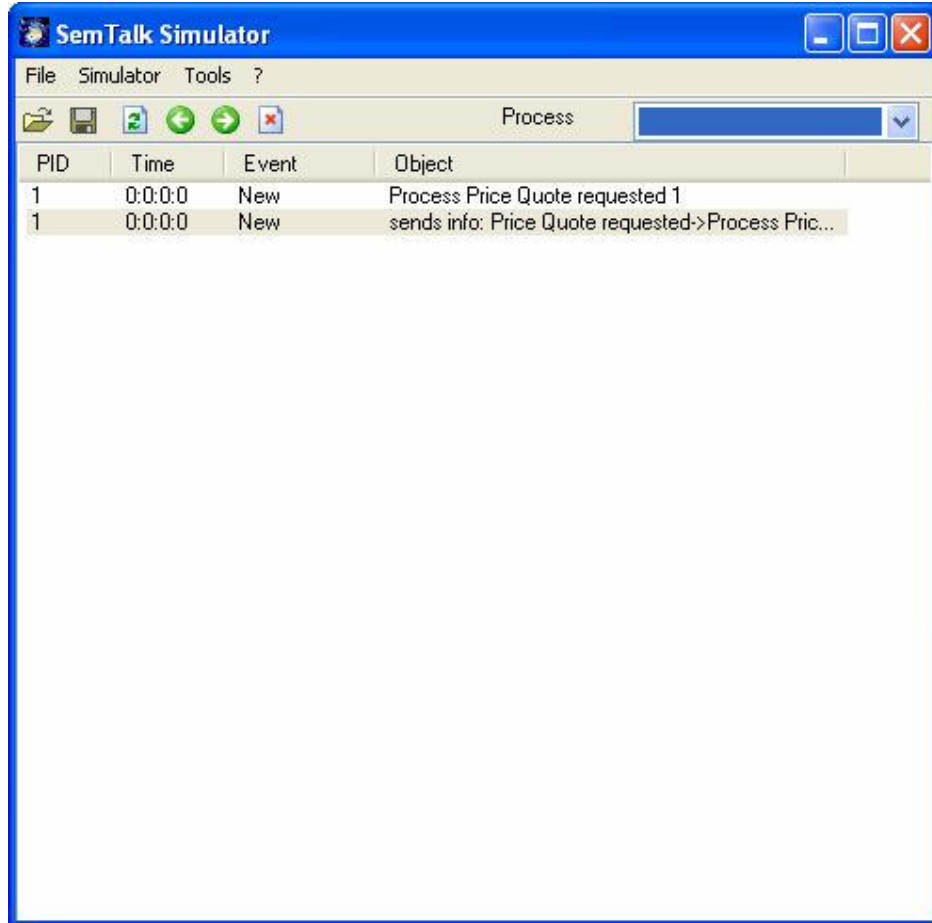 SemTalk Simulator
File Simulator Tools ?
Process
PID Time Event Object
1 0:0:0:0 New Process Price Quote requested 1
1 0:0:0:0 New sends info: Price Quote requested->Process Pric...